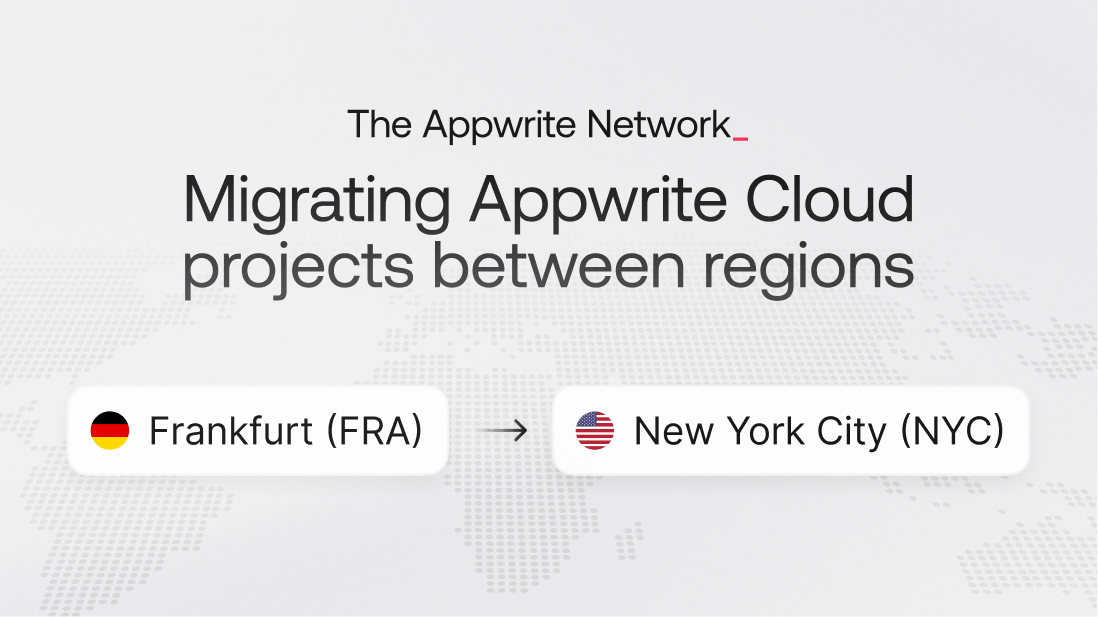 The Appwrite Network_
Migrating Appwrite Cloud
projects between regions
Frankfurt (FRA)
New York City (NYC)